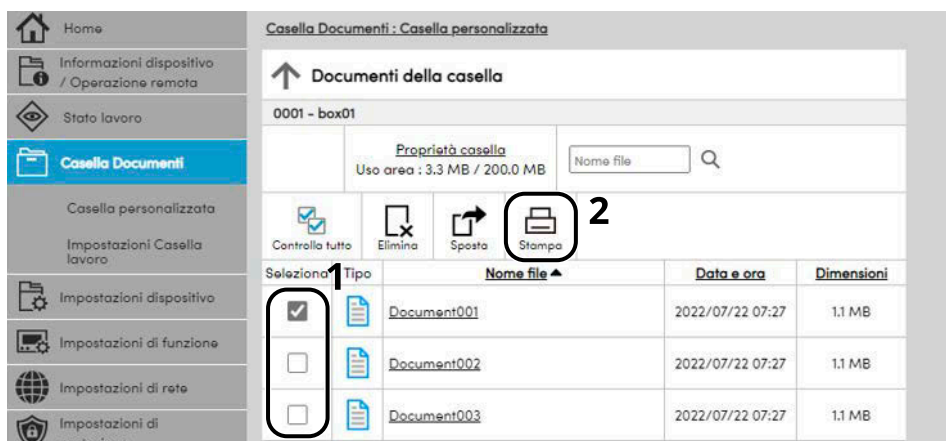 Home
Informazioni dispositivo
/ Operazione remota
Stato lavoro
Casella Documenti
Casella personalizzata
Impostazioni Casella
lavoro
Impostazioni dispositivo
Impostazioni di funzione
Impostazioni di rete
Impostazioni di
Casella Documenti : Casella personalizzata
Documenti della casella
0001 - box01
Proprietà casella
Uso area : 3.3 MB / 200.0 MB
Nome file
Controlla tutto
Elimina
Sposta
Stampa
2
Seleziona
1
Tipo
Nome file
Data e ora
Dimensioni
Document001 2022/07/22 07:27 1.1 MB
Document002 2022/07/22 07:27 1.1 MB
Document003 2022/07/22 07:27 1.1 MB